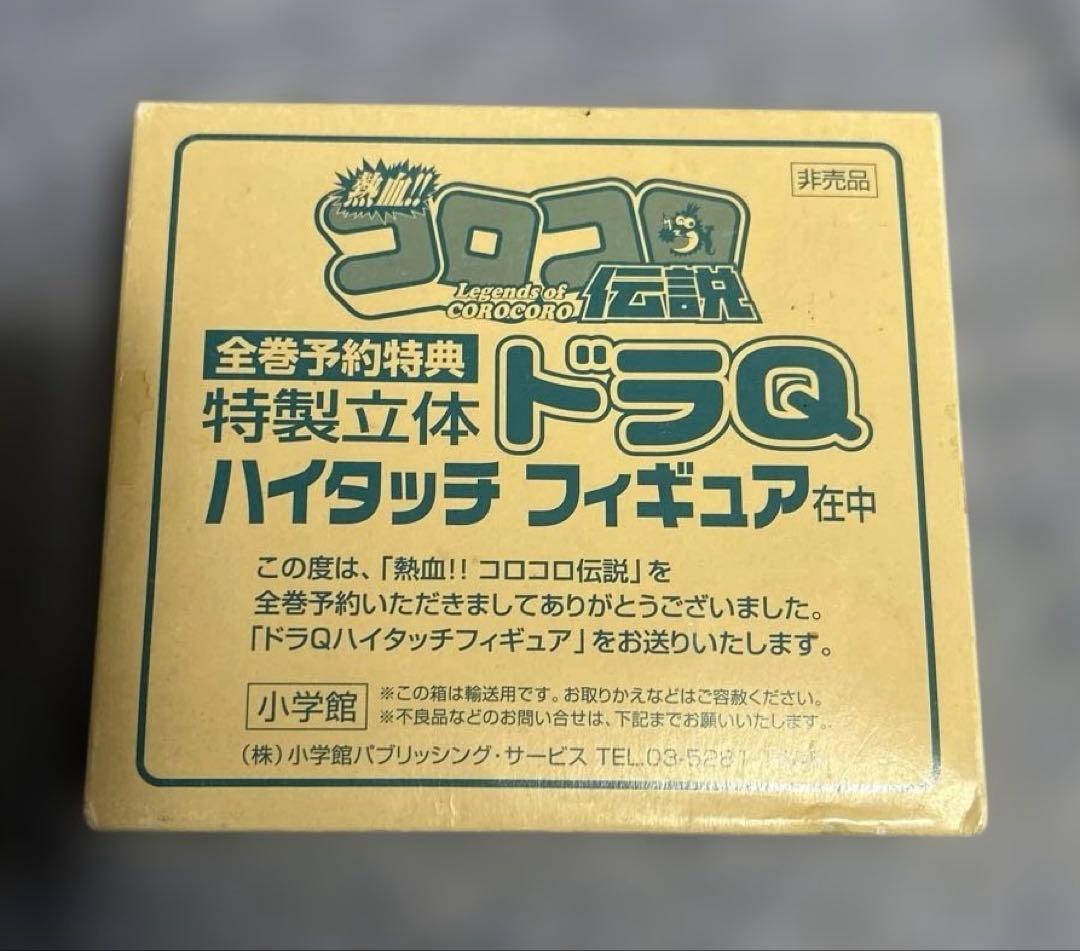 非売品
熱血!!
コロコロ
Legends of
COROCORO
伝説
全巻予約特典
特製立体
ドラQ
ハイタッチ フィギュア在中
この度は、「熱血!! コロコロ伝説」を
全巻予約いただきましてありがとうございました。
「ドラQハイタッチフィギュア」をお送りいたします。
小学館
※この箱は輸送用です。お取りかえなどはご容赦ください。
※不良品などのお問い合せは、下記までお願いいたします。
(株)小学館パブリッシング・サービス TEL.03-5281